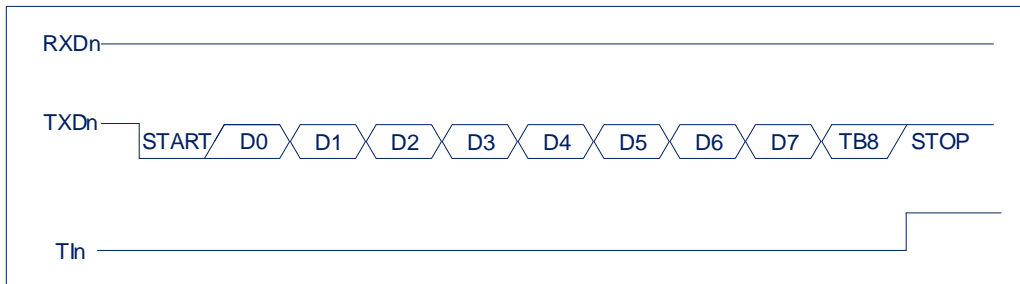 RXDn
TXDn
START D0 D1 D2 D3 D4 D5 D6 D7 TB8 STOP
TIn